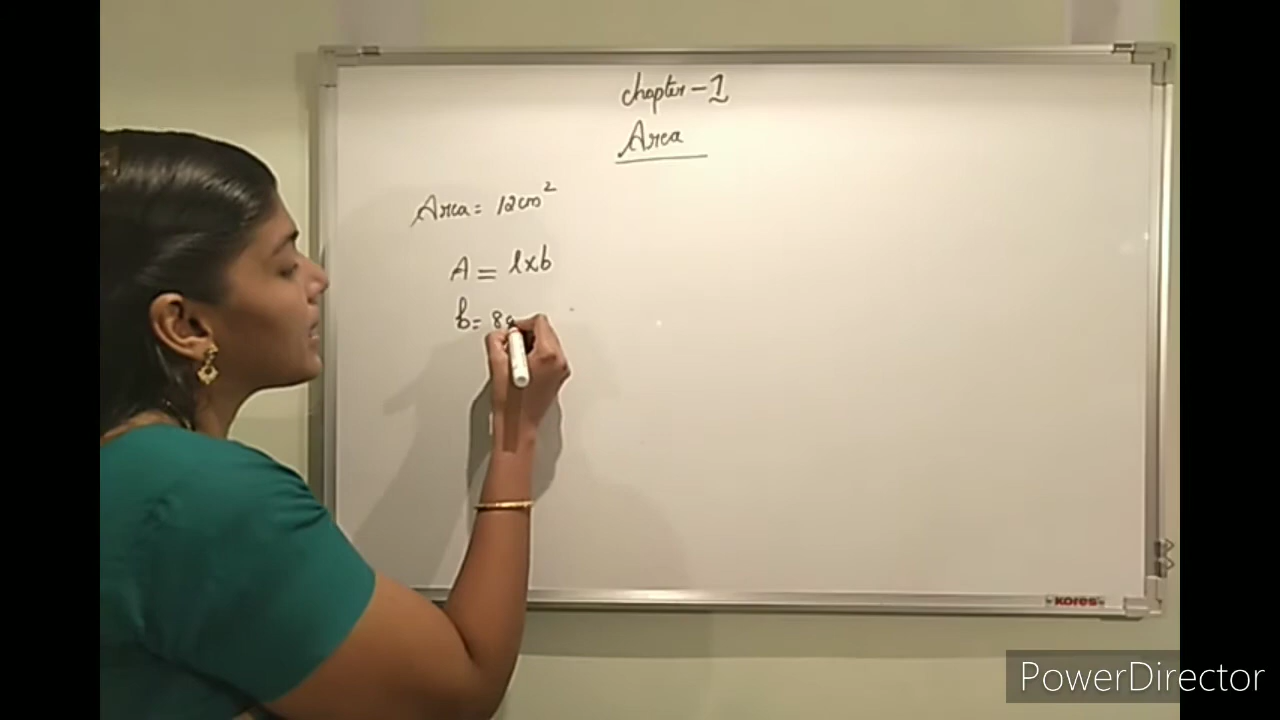 Chapter - 1
Area
Area = 12cm²
A = l×b
b = 8
KORES
PowerDirector